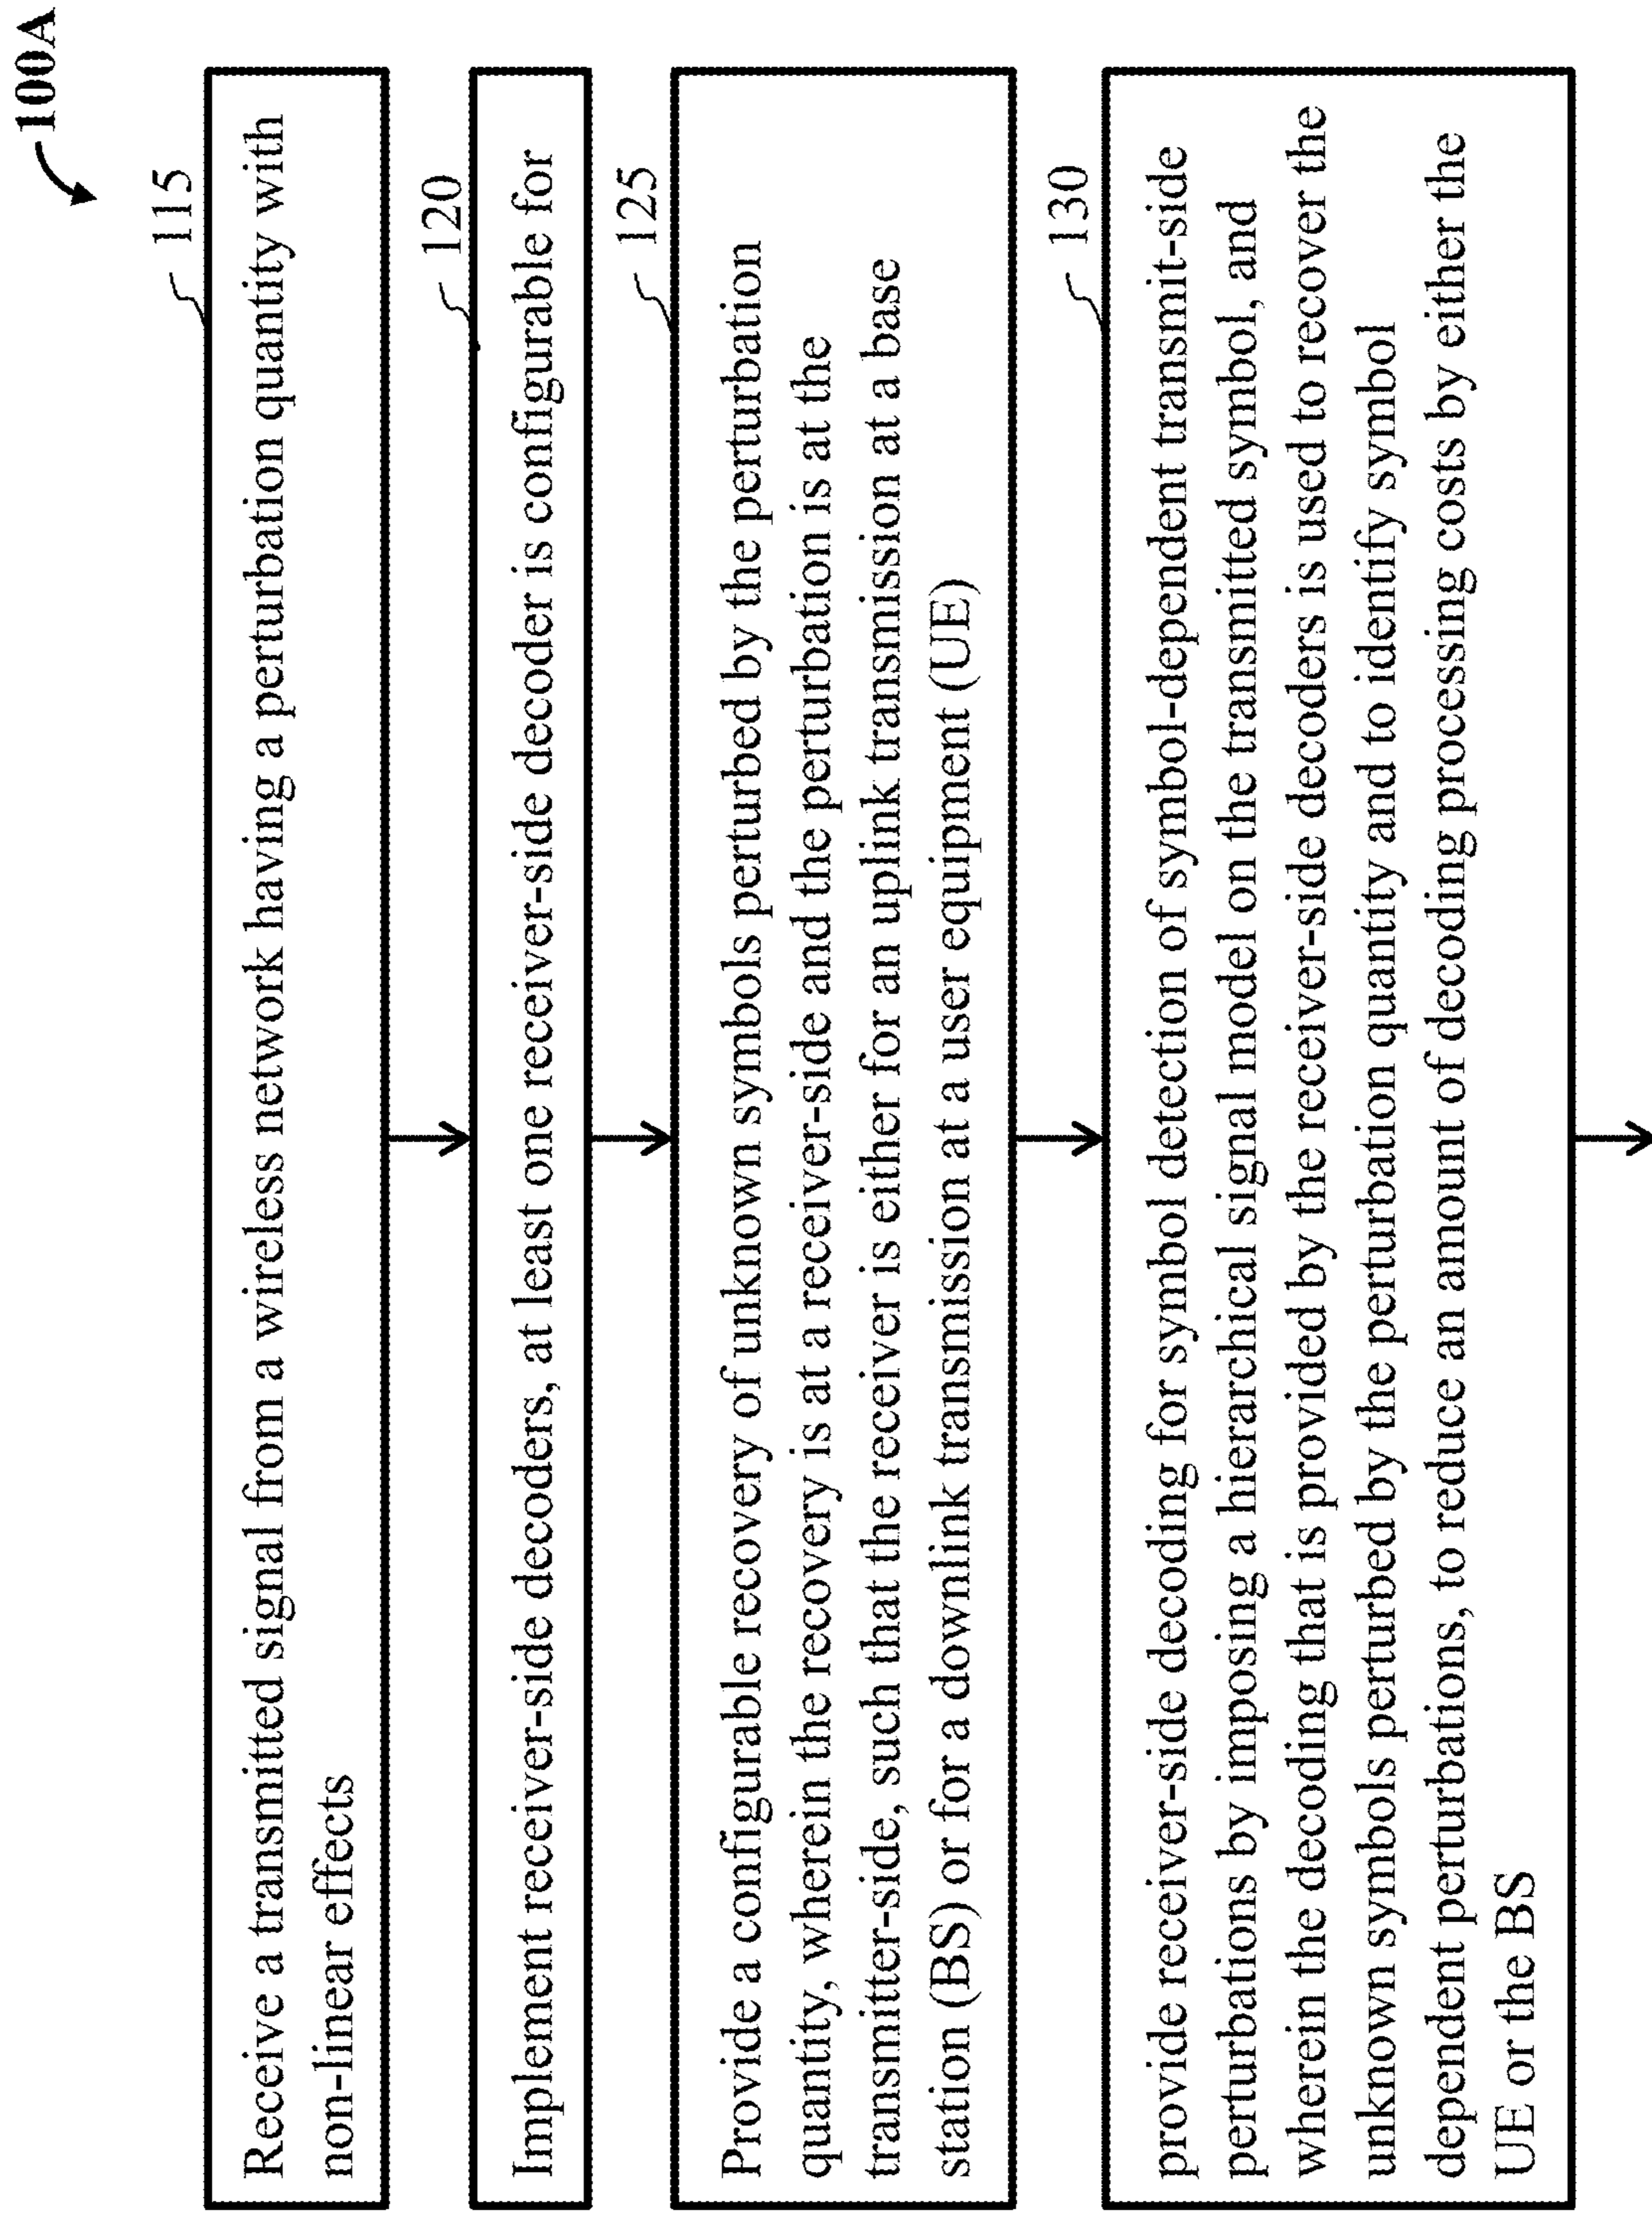 100A
115
Receive a transmitted signal from a wireless network having a perturbation quantity with
non-linear effects
120
Implement receiver-side decoders, at least one receiver-side decoder is configurable for
125
Provide a configurable recovery of unknown symbols perturbed by the perturbation
quantity, wherein the recovery is at a receiver-side and the perturbation is at the
transmitter-side, such that the receiver is either for an uplink transmission at a base
station (BS) or for a downlink transmission at a user equipment (UE)
130
provide receiver-side decoding for symbol detection of symbol-dependent transmit-side
perturbations by imposing a hierarchical signal model on the transmitted symbol, and
wherein the decoding that is provided by the receiver-side decoders is used to recover the
unknown symbols perturbed by the perturbation quantity and to identify symbol
dependent perturbations, to reduce an amount of decoding processing costs by either the
UE or the BS